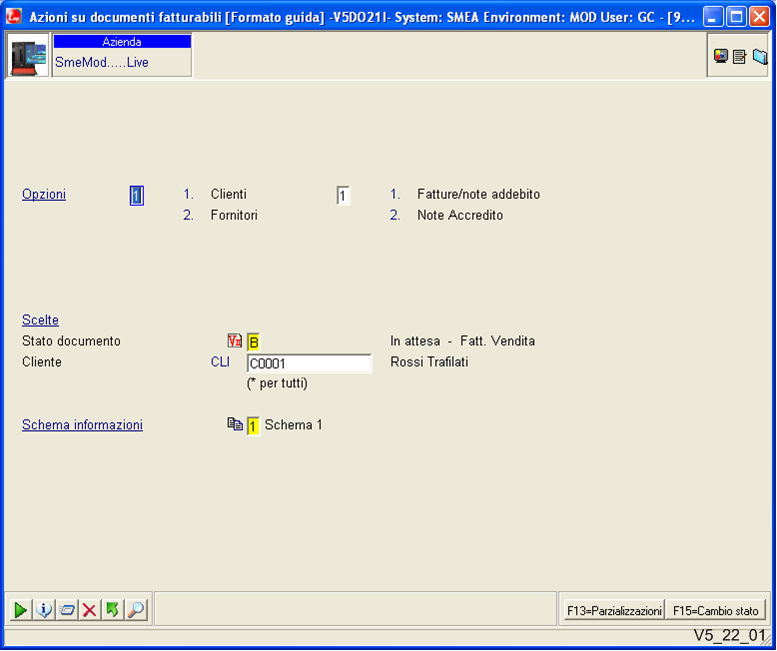 Azioni su documenti fatturabili [Formato guida] -V5DO21I- System: SMEA Environment: MOD User: GC - [9...
Azienda
SmeMod.....Live
Opzioni 1 1. Clienti 1 1. Fatture/note addebito
2. Fornitori 2. Note Accredito
Scelte
Stato documento B In attesa - Fatt. Vendita
Cliente CLI C0001 Rossi Trafilati
(* per tutti)
Schema informazioni 1 Schema 1
F13=Parzializzazioni F15=Cambio stato
V5_22_01